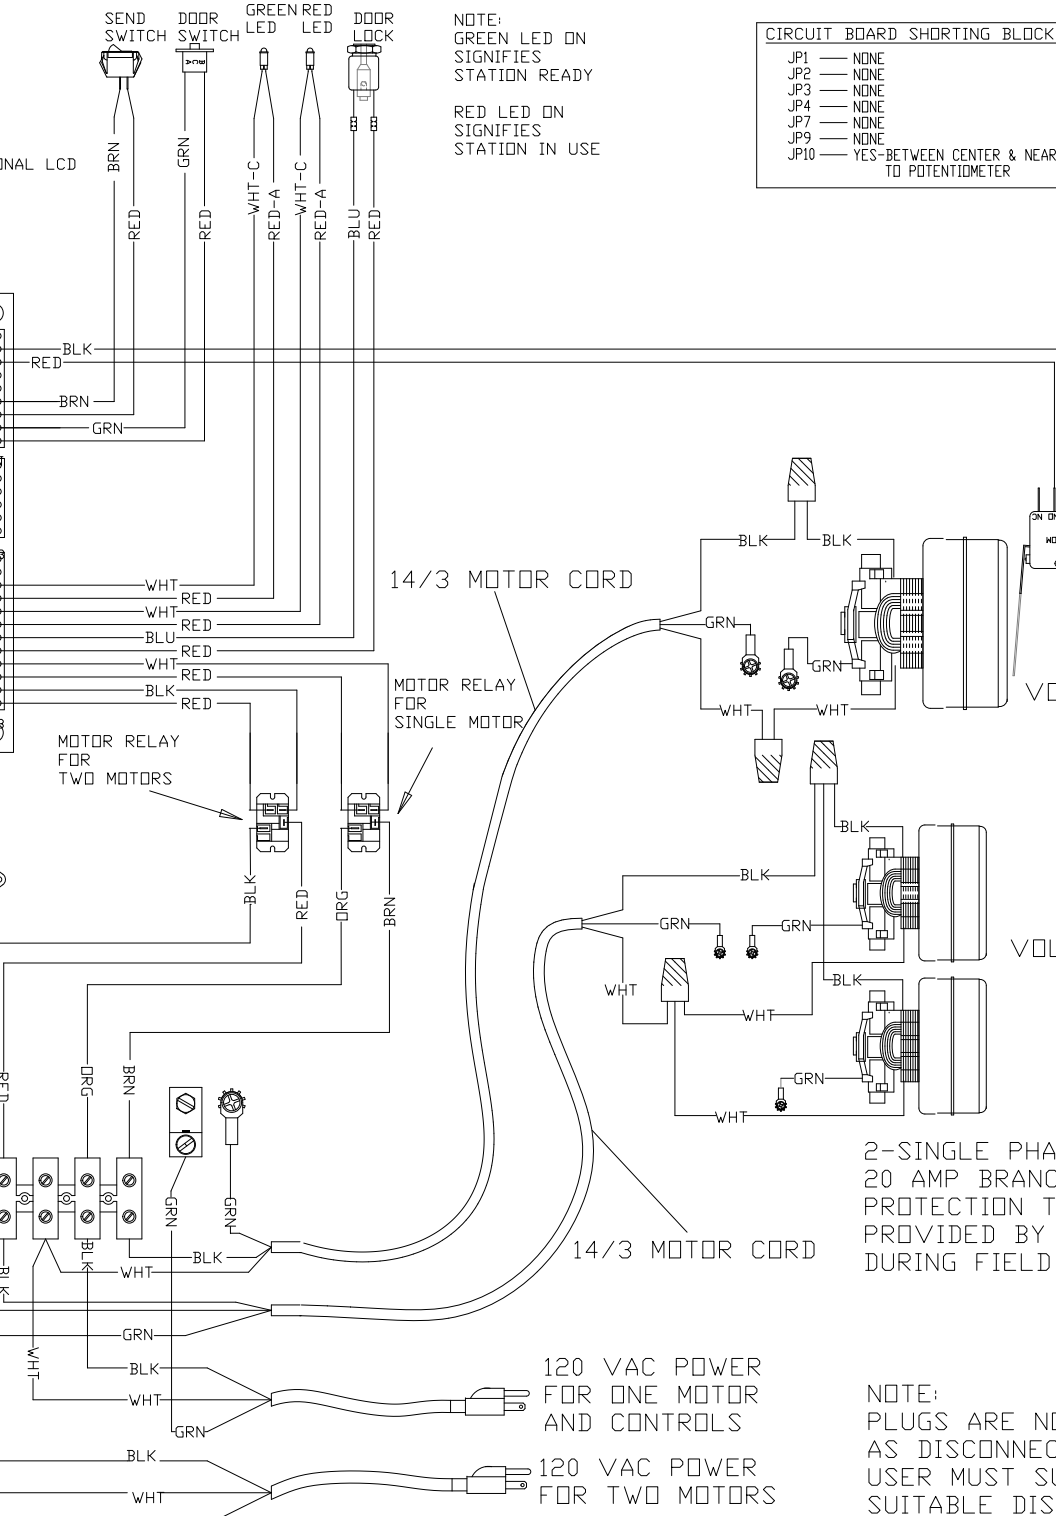 SEND
SWITCH
DOOR
SWITCH
GREEN
LED
RED
LED
DOOR
LOCK
NOTE:
GREEN LED ON
SIGNIFIES
STATION READY
RED LED ON
SIGNIFIES
STATION IN USE
CIRCUIT BOARD SHORTING BLOCK
JP1 NONE
JP2 NONE
JP3 NONE
JP4 NONE
JP7 NONE
JP9 NONE
JP10 YES-BETWEEN CENTER & NEAR
TO POTENTIOMETER
LCD
BRN
RED
GRN
RED
WHT-C
RED-A
WHT-C
RED-A
BLU
RED
BLK
RED
BRN
GRN
NC
WHT
RED
WHT
RED
BLU
RED
WHT
RED
BLK
RED
14/3 MOTOR CORD
BLK
BLK
GRN
GRN
WHT
WHT
MOTOR RELAY
FOR
SINGLE MOTOR
MOTOR RELAY
FOR
TWO MOTORS
BLK
RED
ORG
BRN
BLK
BLK
GRN
GRN
WHT
BLK
WHT
GRN
WHT
RED
ORG
BRN
GRN
GRN
BLK
BLK
WHT
BLK
GRN
WHT
14/3 MOTOR CORD
2-SINGLE
20 AMP
PROTECTION
PROVIDED BY
DURING FIELD
BLK
WHT
GRN
120 VAC POWER
FOR ONE MOTOR
AND CONTROLS
BLK
WHT
120 VAC POWER
FOR TWO MOTORS
NOTE:
PLUGS ARE
AS
USER MUST
SUITABLE